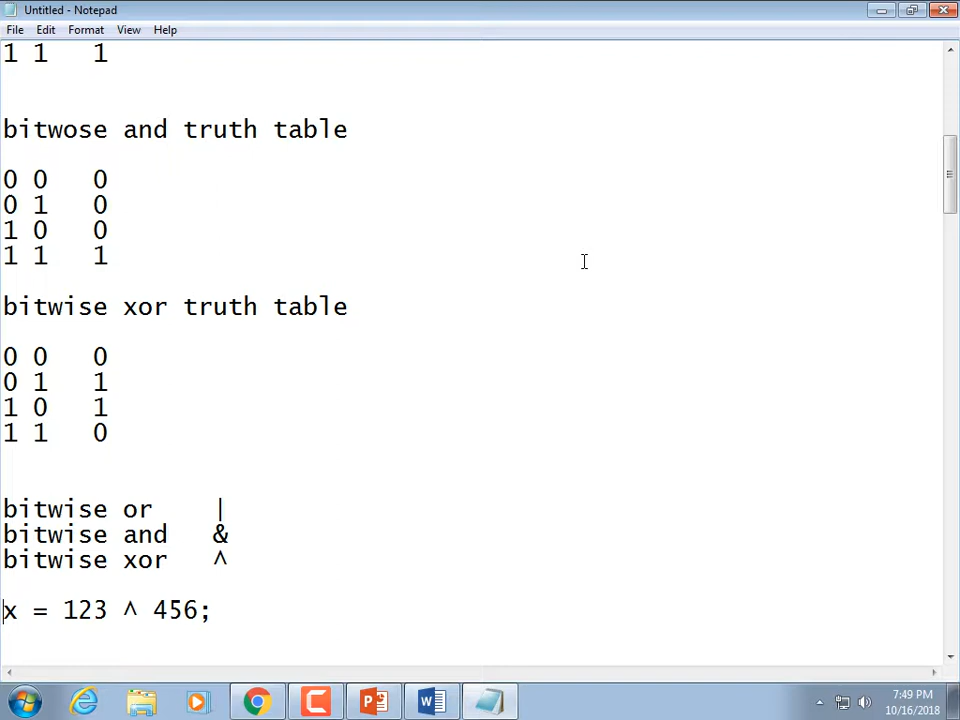 Untitled - Notepad
File Edit Format View Help
1 1 1
bitwose and truth table
0 0 0
0 1 0
1 0 0
1 1 1
bitwise xor truth table
0 0 0
0 1 1
1 0 1
1 1 0
bitwise or |
bitwise and &
bitwise xor ^
x = 123 ^ 456;
7:49 PM
10/16/2018